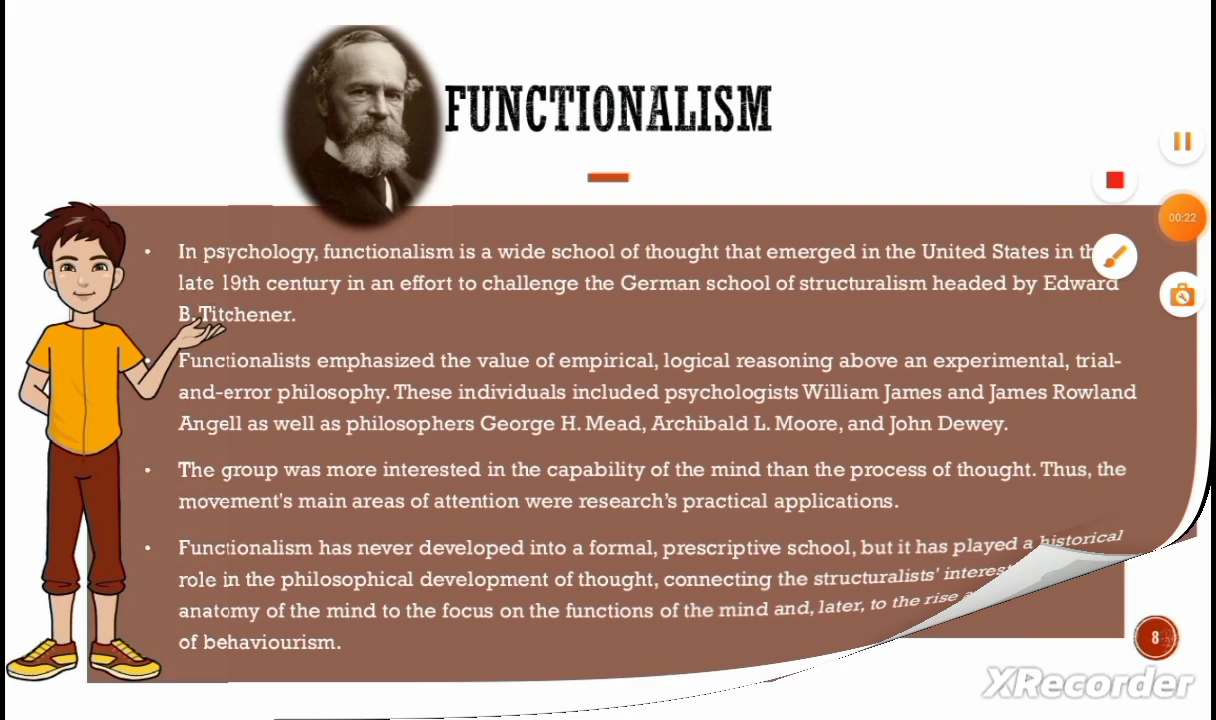 FUNCTIONALISM
• In psychology, functionalism is a wide school of thought that emerged in the United States in
late 19th century in an effort to challenge the German school of structuralism headed by Edward
B. Titchener.
• Functionalists emphasized the value of empirical, logical reasoning above an experimental, trial-
and-error philosophy. These individuals included psychologists William James and James Rowland
Angell as well as philosophers George H. Mead, Archibald L. Moore, and John Dewey.
• The group was more interested in the capability of the mind than the process of thought. Thus, the
movement's main areas of attention were research's practical applications.
• Functionalism has never developed into a formal, prescriptive school, but it has played a historical
role in the philosophical development of thought, connecting the structuralists'
anatomy of the mind to the focus on the functions of the mind and, later, to the rise
of behaviourism.
00:22
8
XRecorder